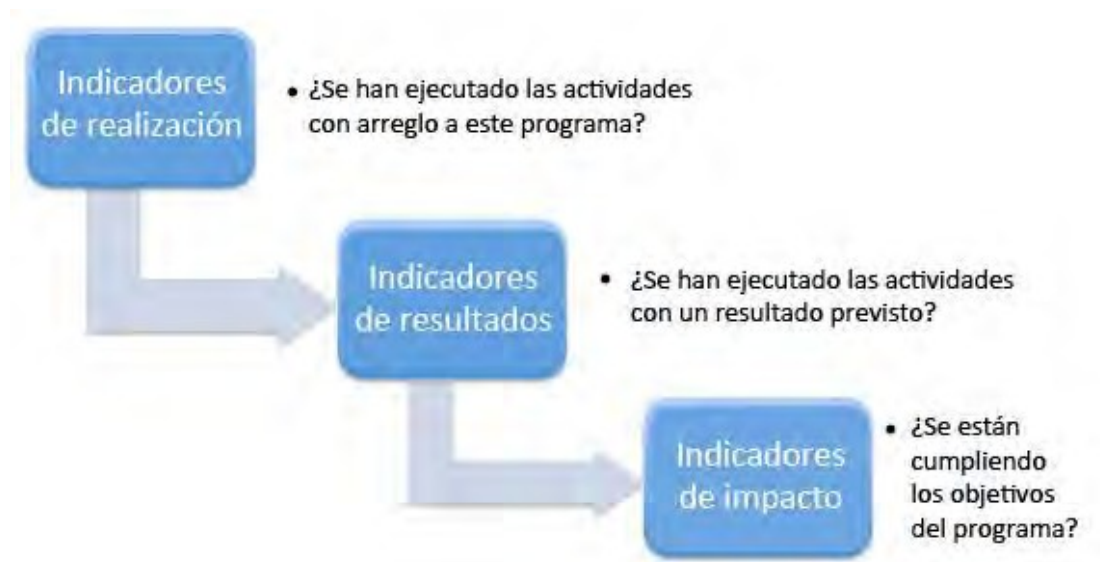 Indicadores
de realización
• ¿Se han ejecutado las actividades
con arreglo a este programa?
Indicadores
de resultados
• ¿Se han ejecutado las actividades
con un resultado previsto?
Indicadores
de impacto
• ¿Se están
cumpliendo
los objetivos
del programa?